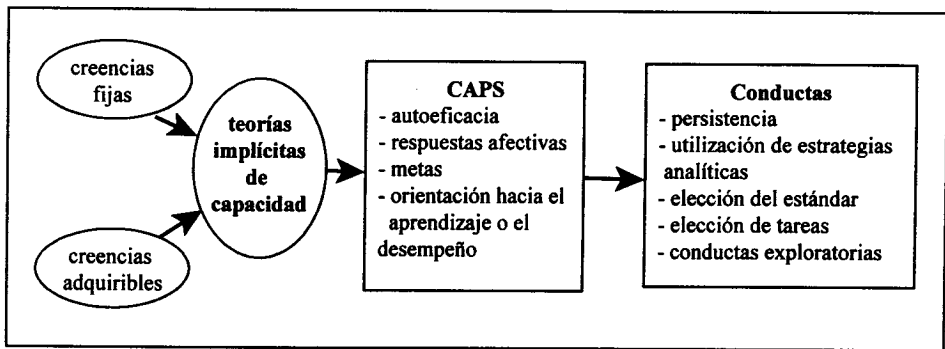 creencias
fijas
teorías
implícitas
de
capacidad
creencias
adquiribles
CAPS
- autoeficacia
- respuestas afectivas
- metas
- orientación hacia el
aprendizaje o el
desempeño
Conductas
- persistencia
- utilización de estrategias
analíticas
- elección del estándar
- elección de tareas
- conductas exploratorias